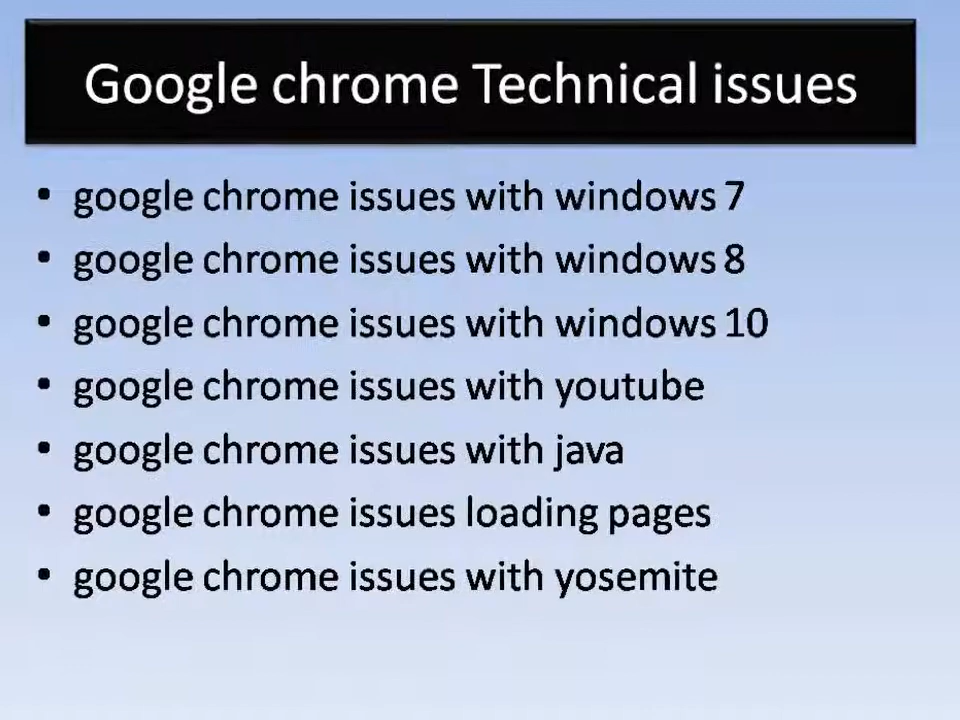 Google chrome Technical issues
• google chrome issues with windows 7
• google chrome issues with windows 8
• google chrome issues with windows 10
• google chrome issues with youtube
• google chrome issues with java
• google chrome issues loading pages
• google chrome issues with yosemite